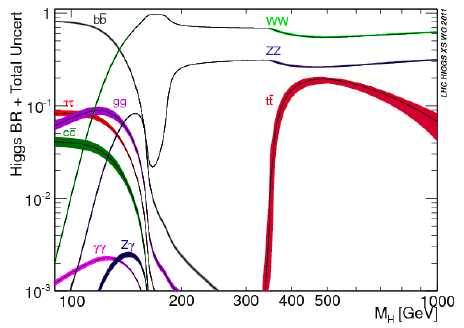 Higgs BR + Total Uncert
1
10⁻¹
10⁻²
10⁻³
bb̄
ττ
gg
cc̄
γγ
Zγ
WW
ZZ
tt̄
LHC HIGGS XS WG 2011
100
200
300
400
500
1000
M_H [GeV]